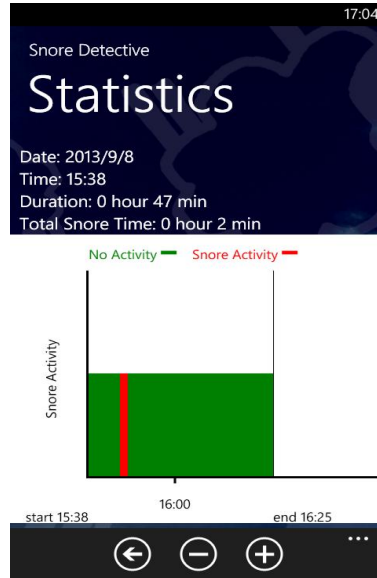 17:04
Snore Detective
Statistics
Date: 2013/9/8
Time: 15:38
Duration: 0 hour 47 min
Total Snore Time: 0 hour 2 min
No Activity Snore Activity
Snore Activity
16:00
start 15:38 end 16:25